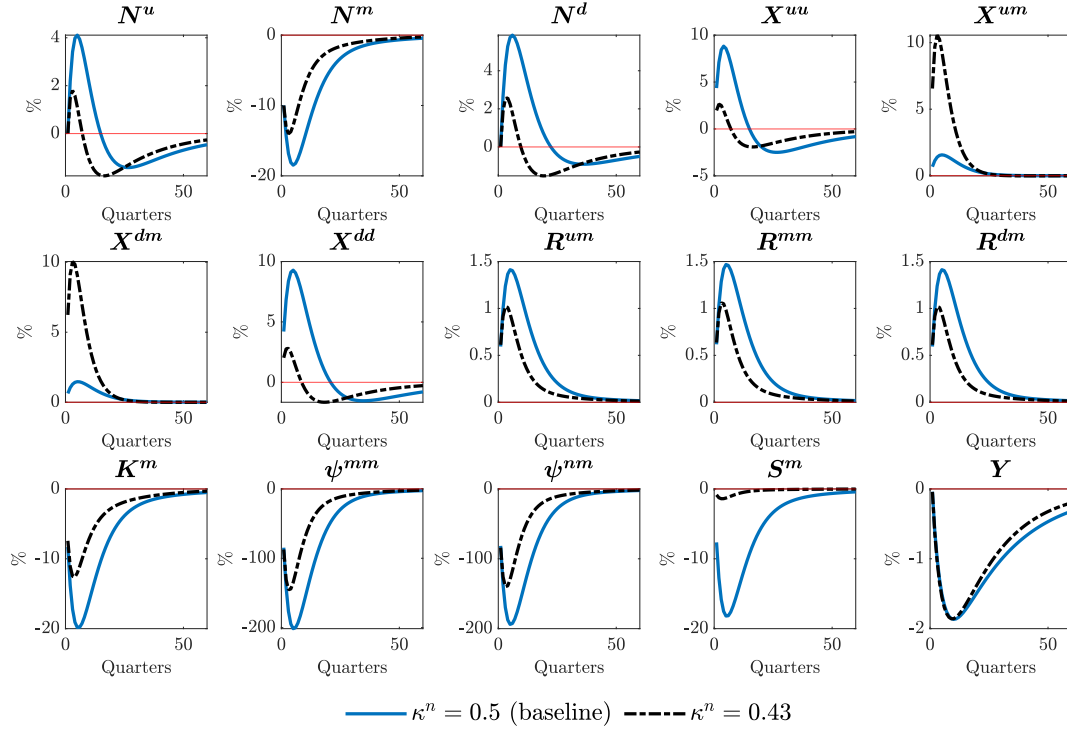 N^u N^m N^d X^{uu} X^{um}
% 4 2 0 0 50 Quarters
% 0 -10 -20 0 50 Quarters
% 4 2 0 0 50 Quarters
% 10 5 0 -5 0 50 Quarters
% 10 5 0 0 50 Quarters
X^{dm} X^{dd} R^{um} R^{mm} R^{dm}
% 10 5 0 0 50 Quarters
% 10 5 0 0 50 Quarters
% 1.5 1 0.5 0 0 50 Quarters
% 1.5 1 0.5 0 0 50 Quarters
% 1.5 1 0.5 0 0 50 Quarters
K^m ψ^{mm} ψ^{nm} S^m Y
% 0 -10 -20 0 50 Quarters
% 0 -100 -200 0 50 Quarters
% 0 -100 -200 0 50 Quarters
% 0 -10 -20 0 50 Quarters
% 0 -1 -2 0 50 Quarters
κ^n = 0.5 (baseline) κ^n = 0.43